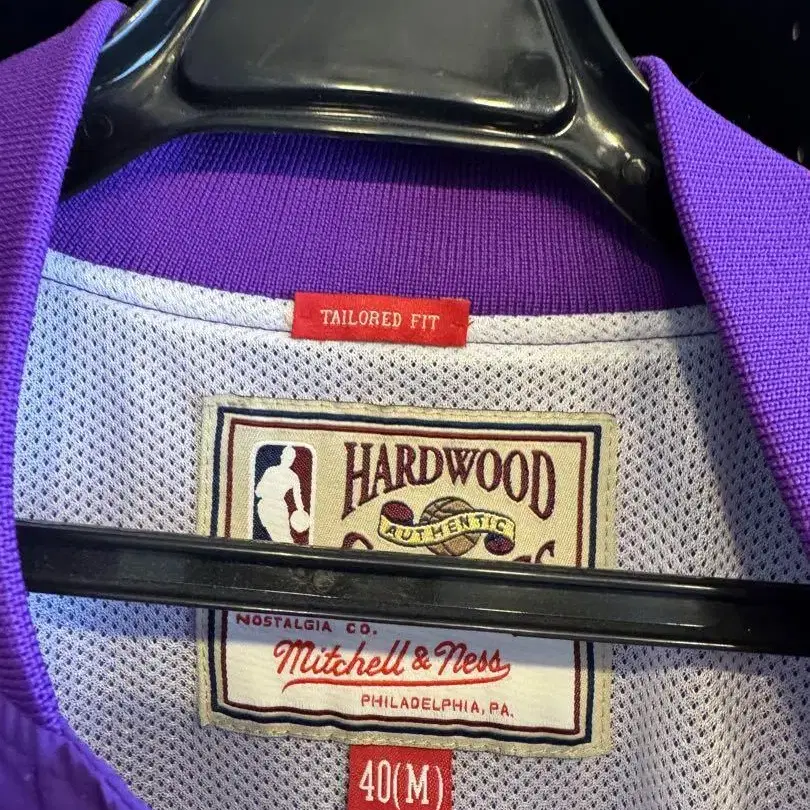 TAILORED FIT
HARDWOOD
AUTHENTIC
NOSTALGIA CO.
Mitchell & Ness
PHILADELPHIA, PA.
40(M)